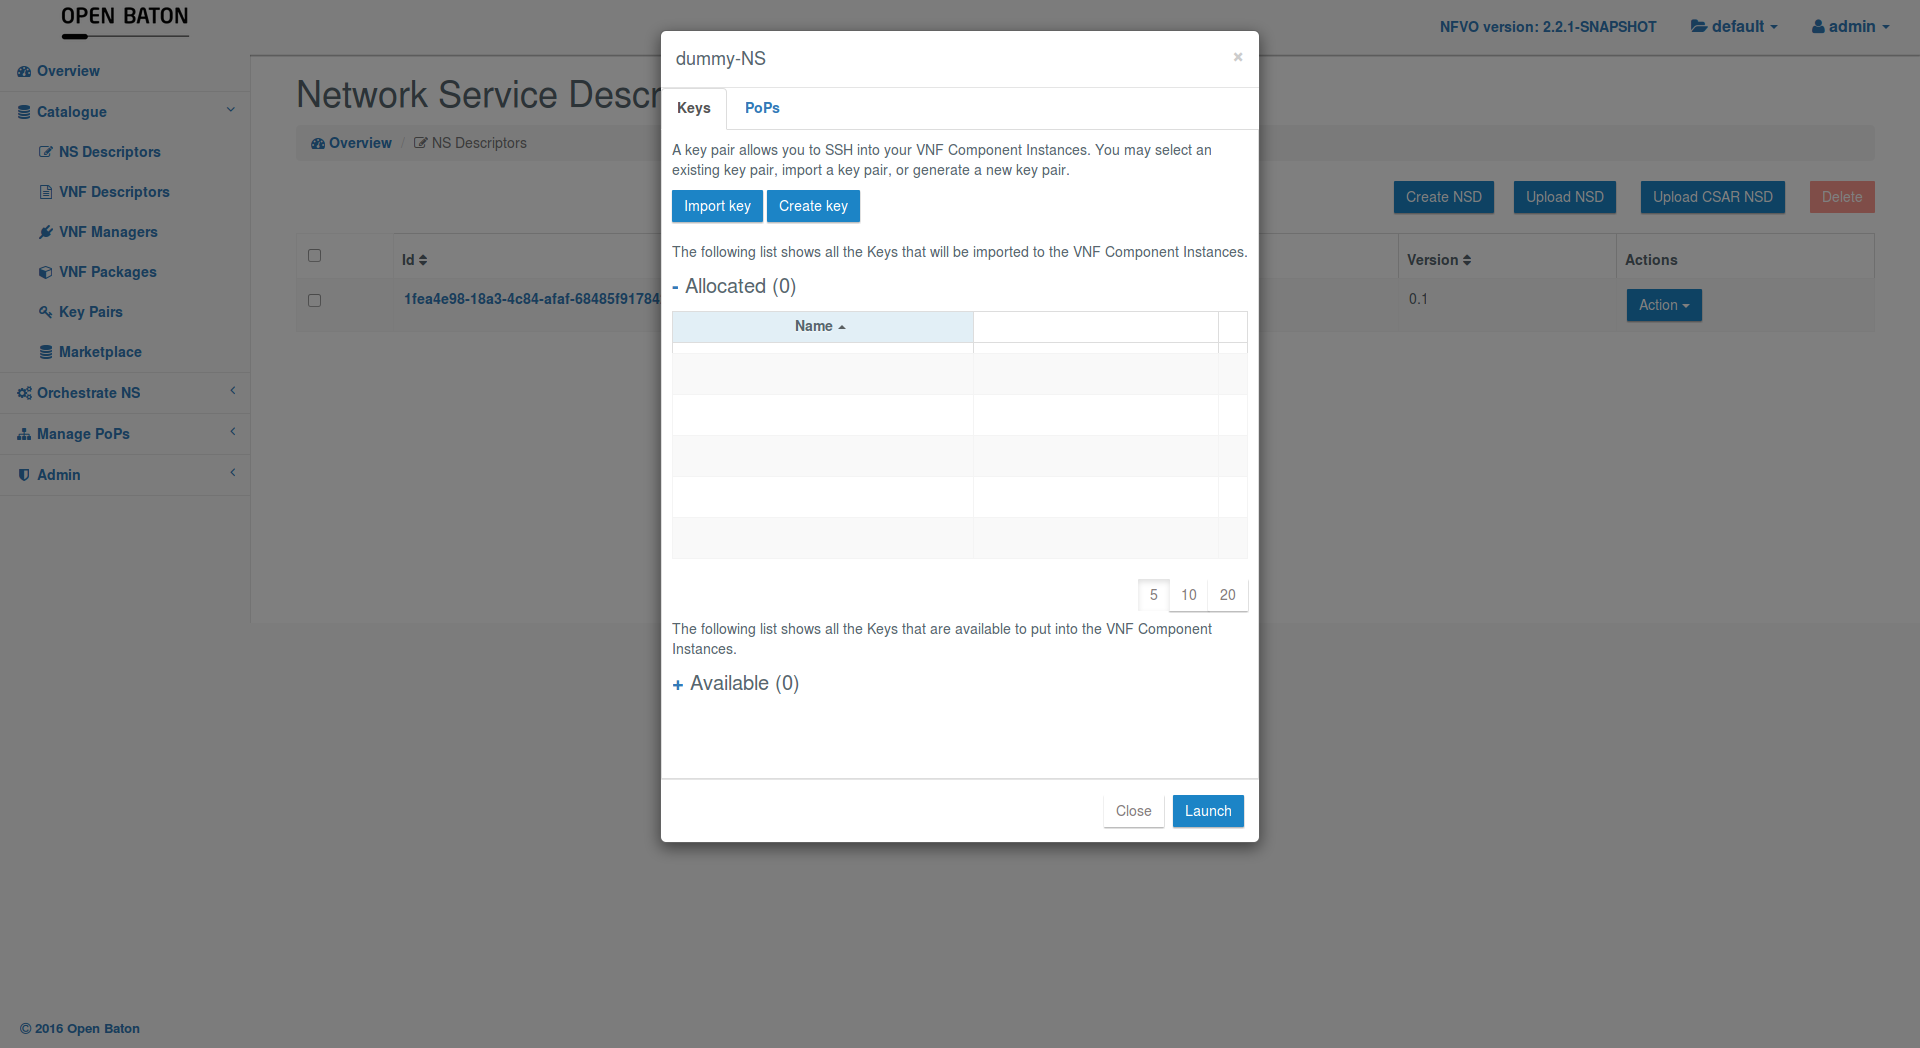 OPEN BATON
NFVO version: 2.2.1-SNAPSHOT
default
admin
Overview
Catalogue
NS Descriptors
VNF Descriptors
VNF Managers
VNF Packages
Key Pairs
Marketplace
Orchestrate NS
Manage PoPs
Admin
Network Service Descr
Overview / NS Descriptors
Create NSD
Upload NSD
Upload CSAR NSD
Delete
Id
Version
Actions
1fea4e98-18a3-4c84-afaf-68485f91784
0.1
Action
dummy-NS
×
Keys
PoPs
A key pair allows you to SSH into your VNF Component Instances. You may select an
existing key pair, import a key pair, or generate a new key pair.
Import key
Create key
The following list shows all the Keys that will be imported to the VNF Component Instances.
- Allocated (0)
Name
5 10 20
The following list shows all the Keys that are available to put into the VNF Component
Instances.
+ Available (0)
Close
Launch
© 2016 Open Baton